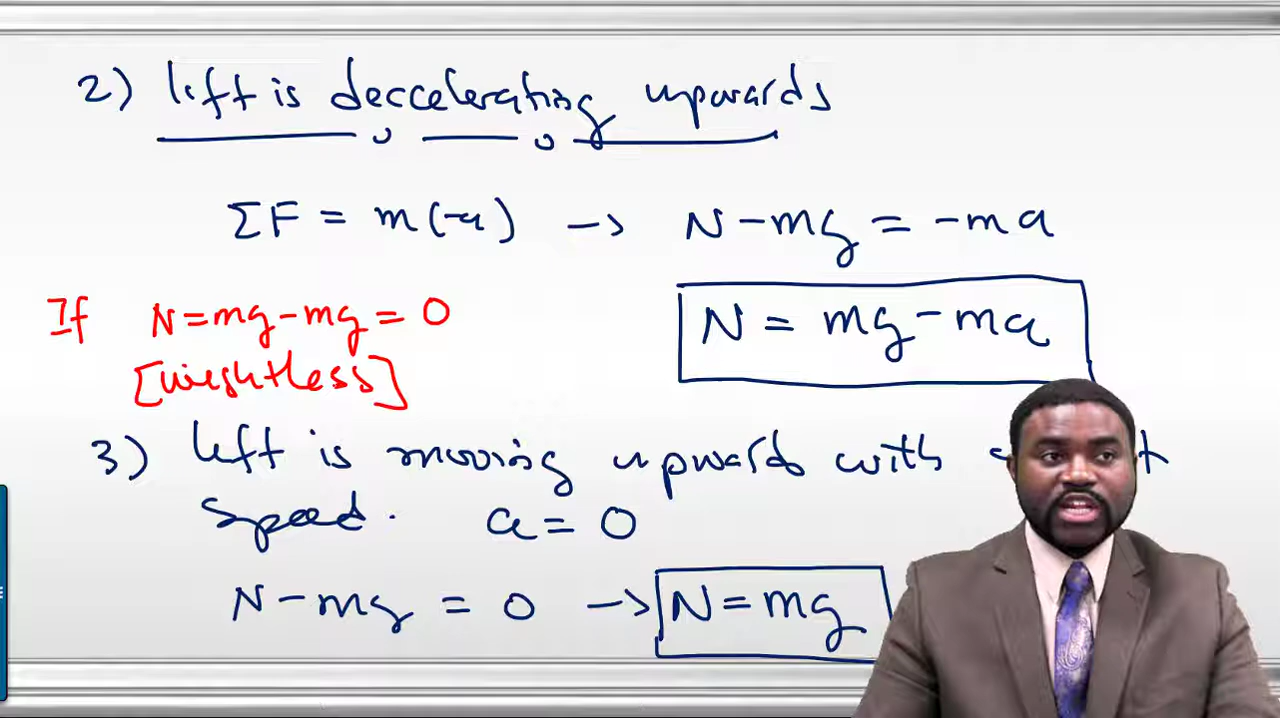 2) lift is deccelerating upwards
ΣF = m(-a) → N - mg = -ma
If N = mg - mg = 0
N = mg - ma
[weightless]
3) lift is moving upwards with
speed. a = 0
N - mg = 0 → N = mg